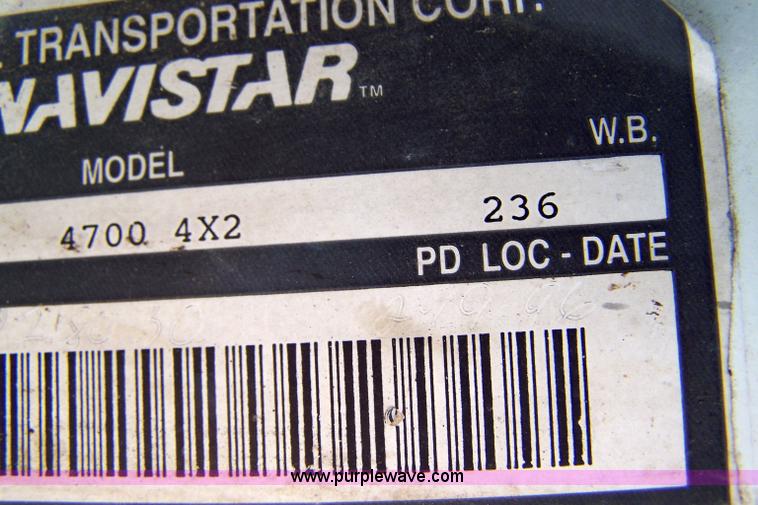 TRANSPORTATION CORP.
NAVISTAR™
W.B.
MODEL
4700 4X2 236
PD LOC - DATE
www.purplewave.com